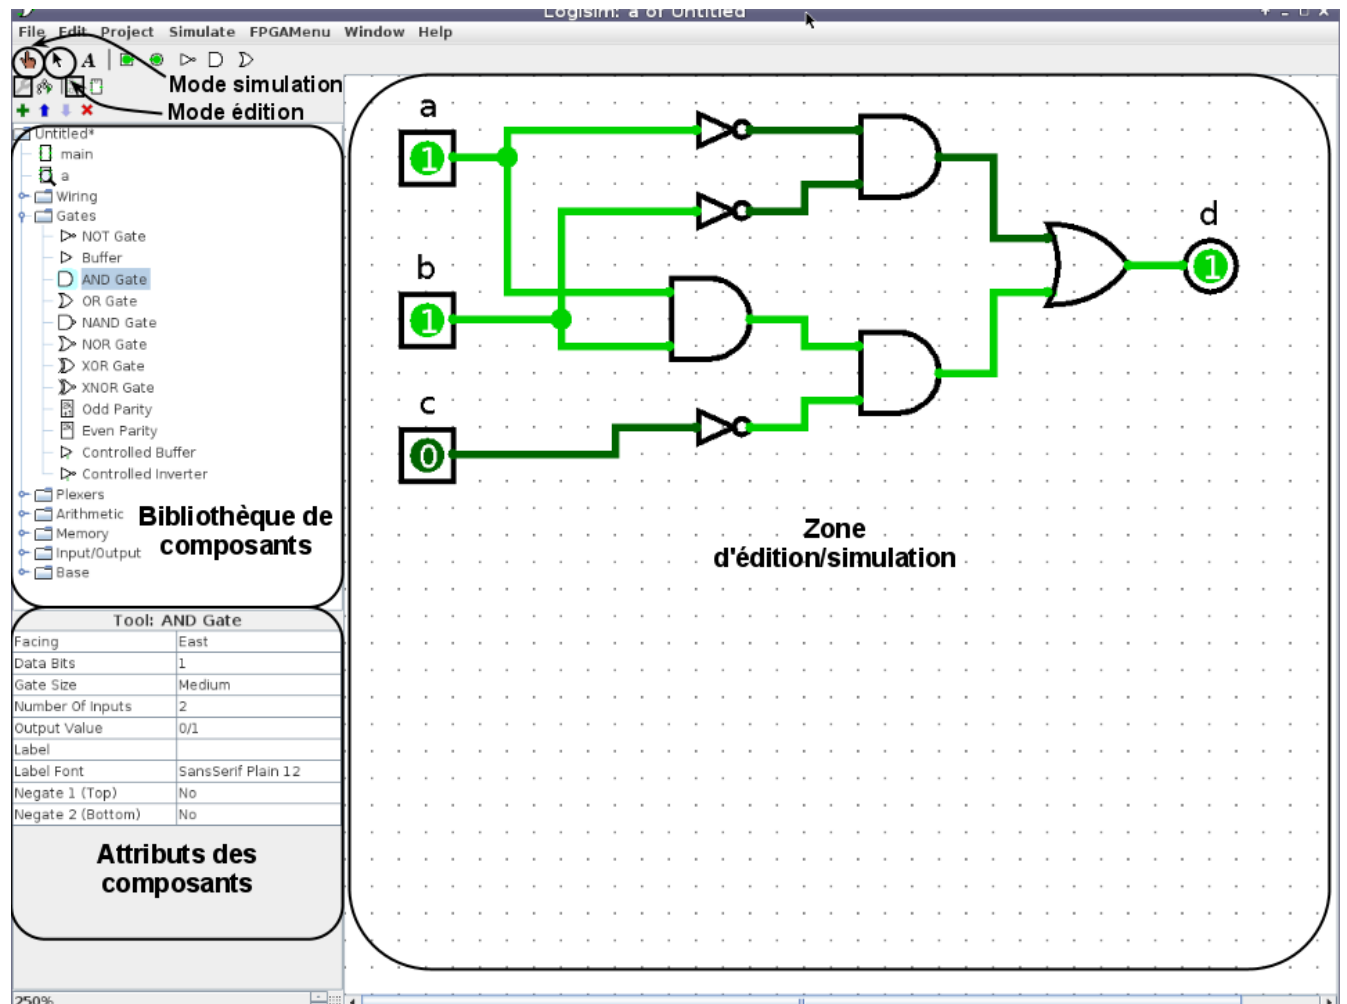 Logisim: a of Untitled
File Edit Project Simulate FPGAMenu Window Help
A
Mode simulation
Mode édition
Untitled*
main
a
Wiring
Gates
NOT Gate
Buffer
AND Gate
OR Gate
NAND Gate
NOR Gate
XOR Gate
XNOR Gate
Odd Parity
Even Parity
Controlled Buffer
Controlled Inverter
Plexers
Arithmetic
Memory
Input/Output
Base
Bibliothèque de
composants
Tool: AND Gate
Facing East
Data Bits 1
Gate Size Medium
Number Of Inputs 2
Output Value 0/1
Label
Label Font SansSerif Plain 12
Negate 1 (Top) No
Negate 2 (Bottom) No
Attributs des
composants
250%
a
1
b
1
c
0
d
1
Zone
d'édition/simulation